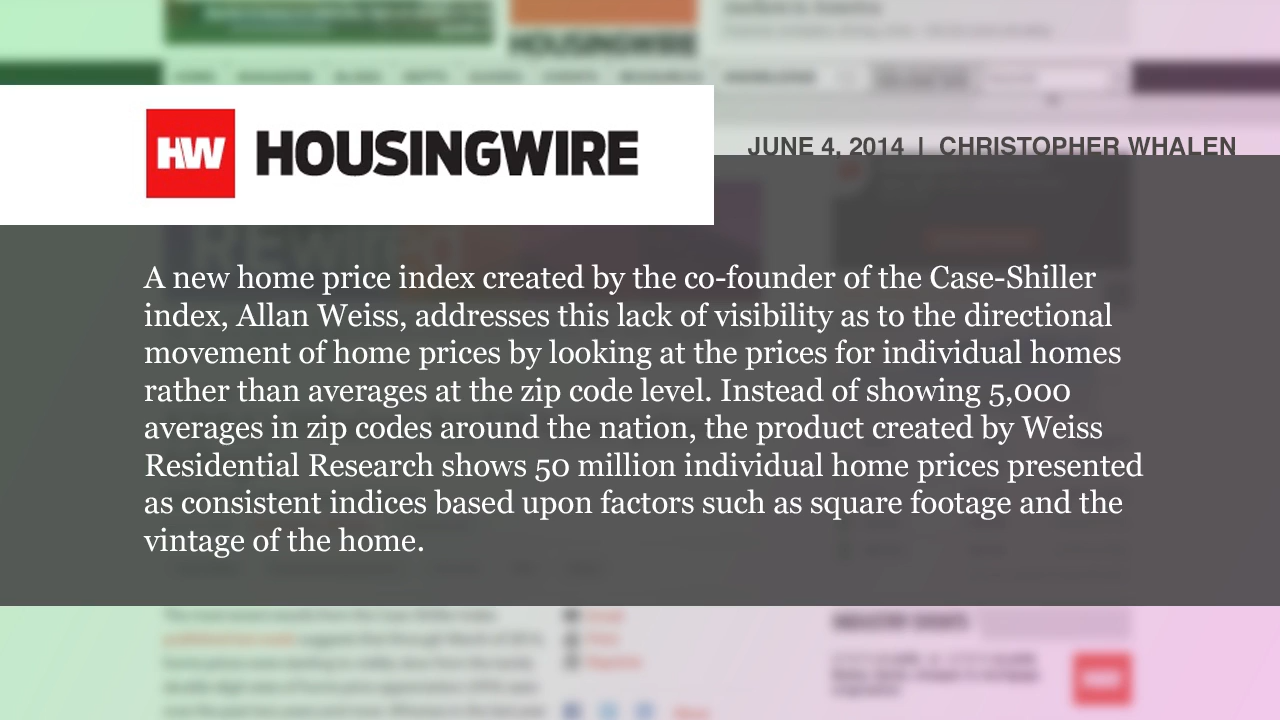 HW HOUSINGWIRE
JUNE 4, 2014 | CHRISTOPHER WHALEN
A new home price index created by the co-founder of the Case-Shiller
index, Allan Weiss, addresses this lack of visibility as to the directional
movement of home prices by looking at the prices for individual homes
rather than averages at the zip code level. Instead of showing 5,000
averages in zip codes around the nation, the product created by Weiss
Residential Research shows 50 million individual home prices presented
as consistent indices based upon factors such as square footage and the
vintage of the home.